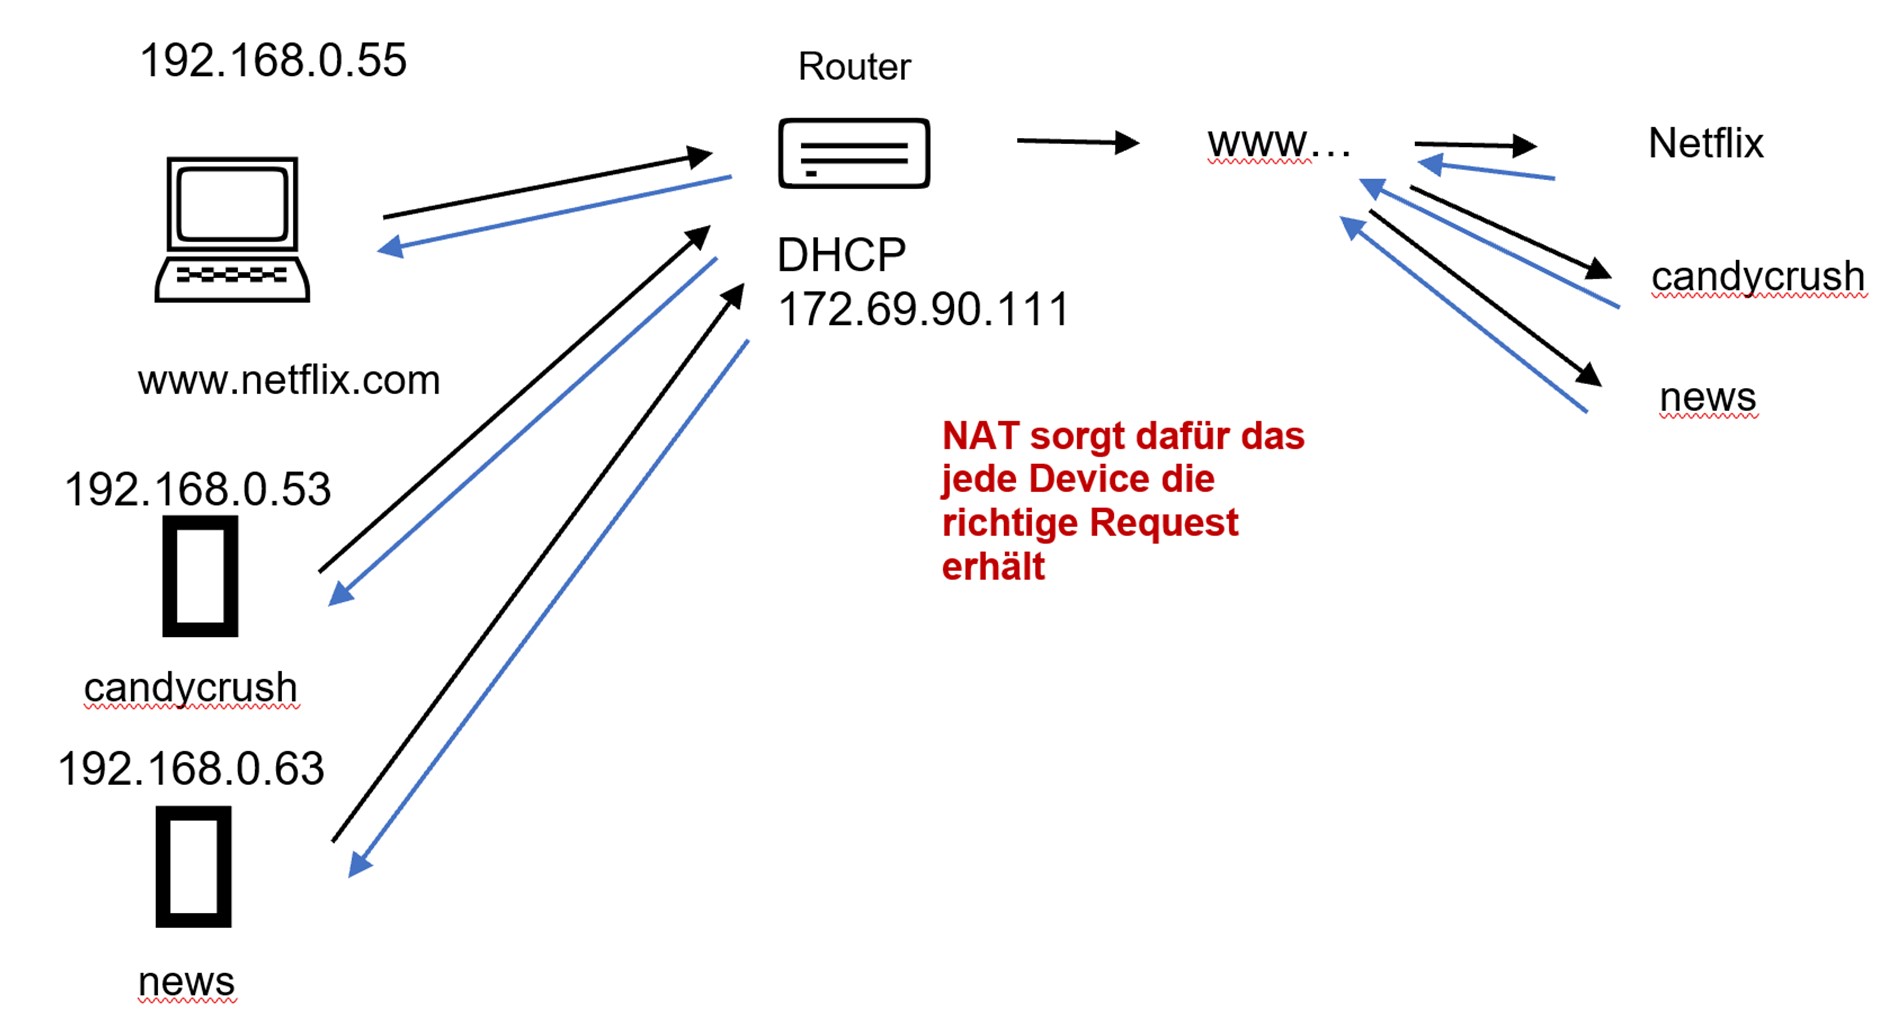 192.168.0.55
Router
www...
Netflix
DHCP
172.69.90.111
candycrush
www.netflix.com
news
NAT sorgt dafür das
jede Device die
richtige Request
erhält
192.168.0.53
candycrush
192.168.0.63
news